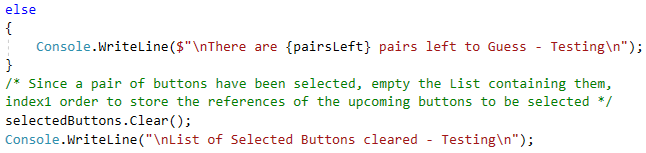 else
{
    Console.WriteLine($"\nThere are {pairsLeft} pairs left to Guess - Testing\n");
}
/* Since a pair of buttons have been selected, empty the List containing them,
index1 order to store the references of the upcoming buttons to be selected */
selectedButtons.Clear();
Console.WriteLine("\nList of Selected Buttons cleared - Testing\n");